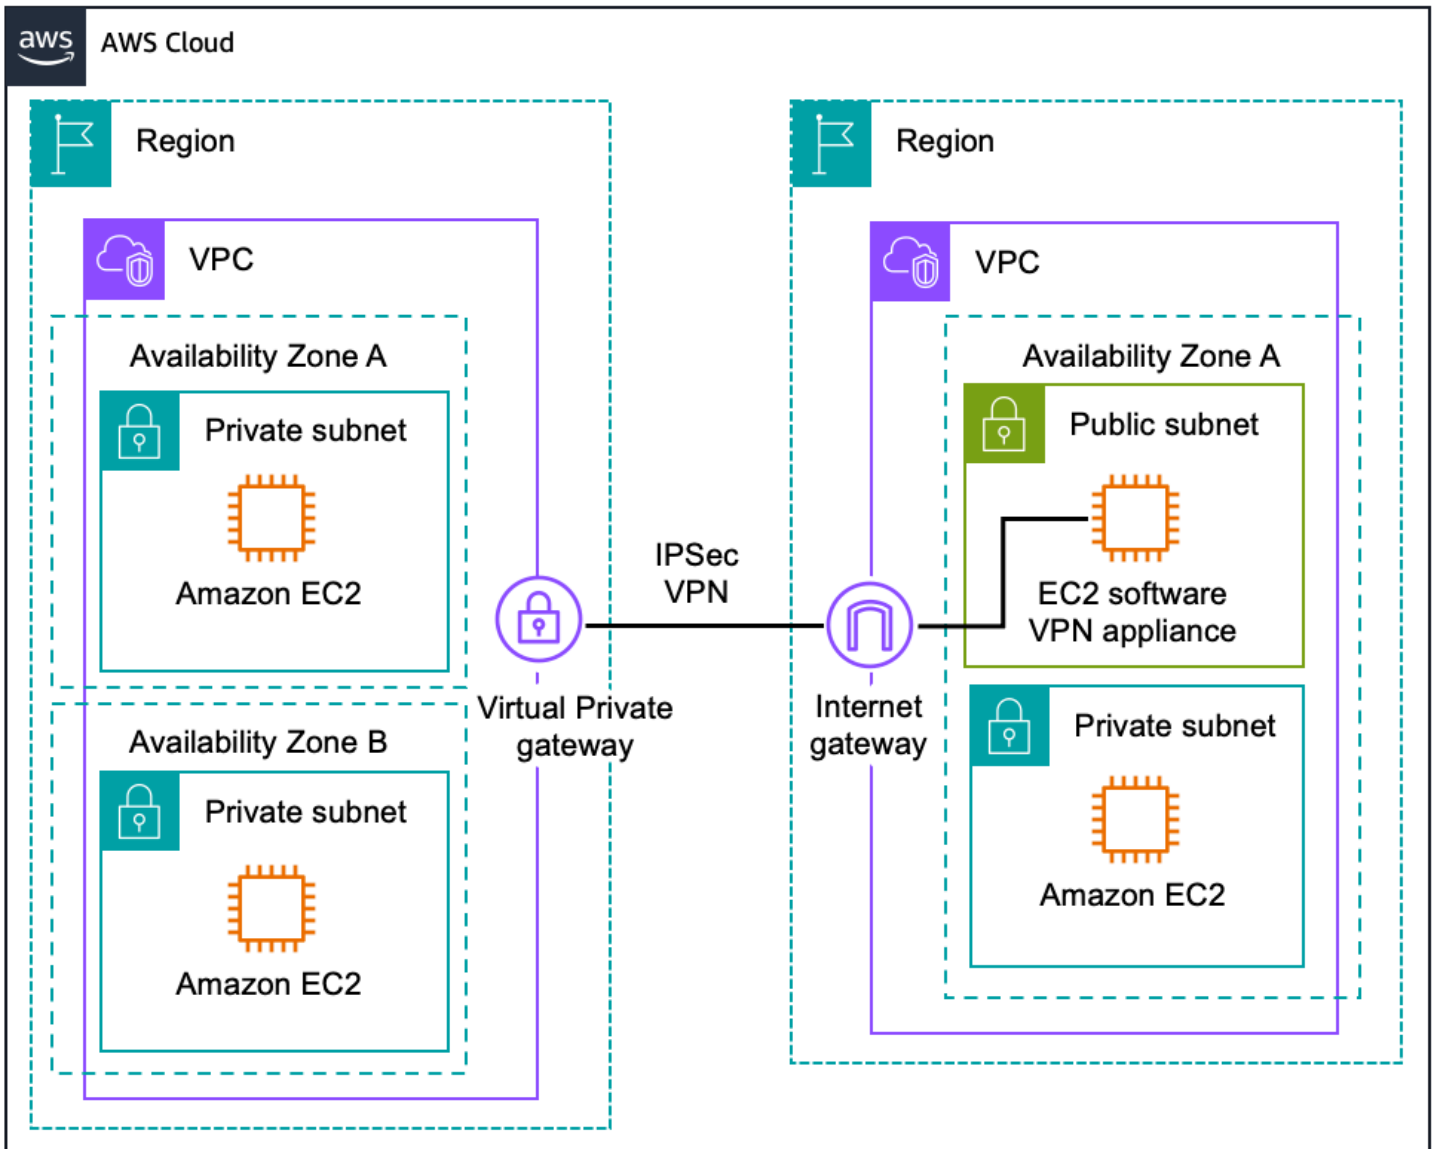 aws
AWS Cloud
Region
VPC
Availability Zone A
Private subnet
Amazon EC2
Availability Zone B
Private subnet
Amazon EC2
Virtual Private
gateway
IPSec
VPN
Internet
gateway
Region
VPC
Availability Zone A
Public subnet
EC2 software
VPN appliance
Private subnet
Amazon EC2